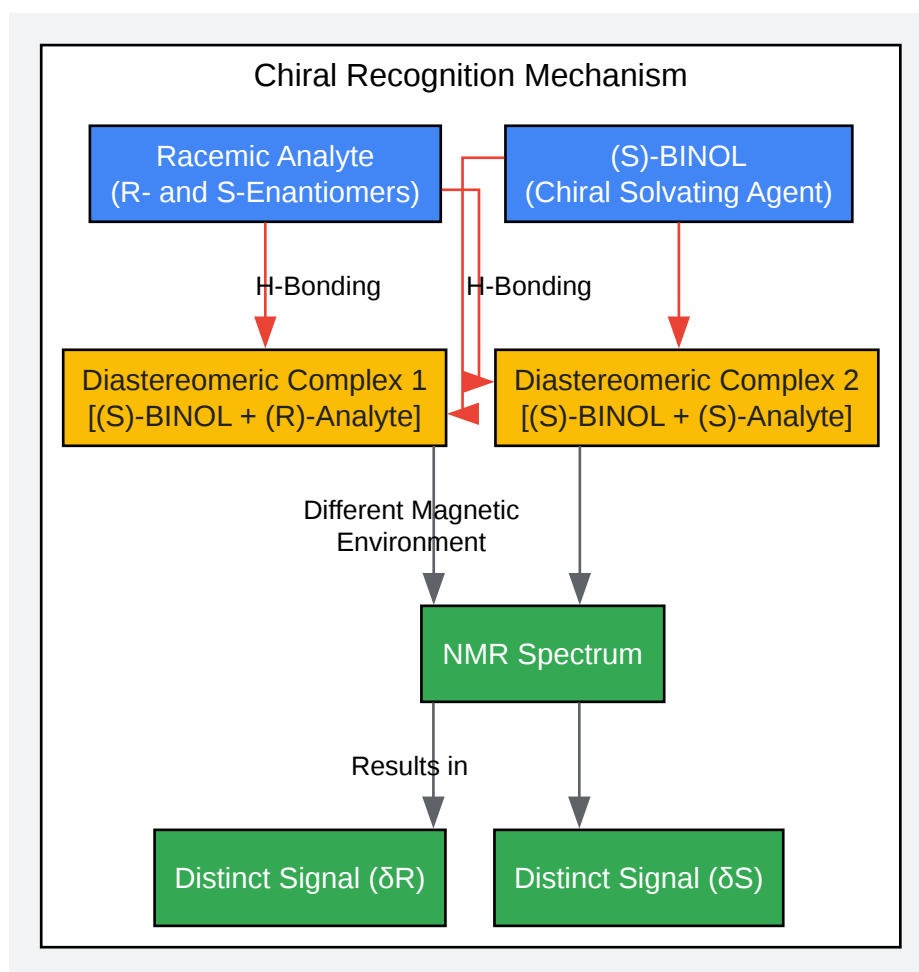 Chiral Recognition Mechanism
Racemic Analyte
(R- and S-Enantiomers)
(S)-BINOL
(Chiral Solvating Agent)
H-Bonding
H-Bonding
Diastereomeric Complex 1
[(S)-BINOL + (R)-Analyte]
Diastereomeric Complex 2
[(S)-BINOL + (S)-Analyte]
Different Magnetic
Environment
NMR Spectrum
Results in
Distinct Signal (δR)
Distinct Signal (δS)